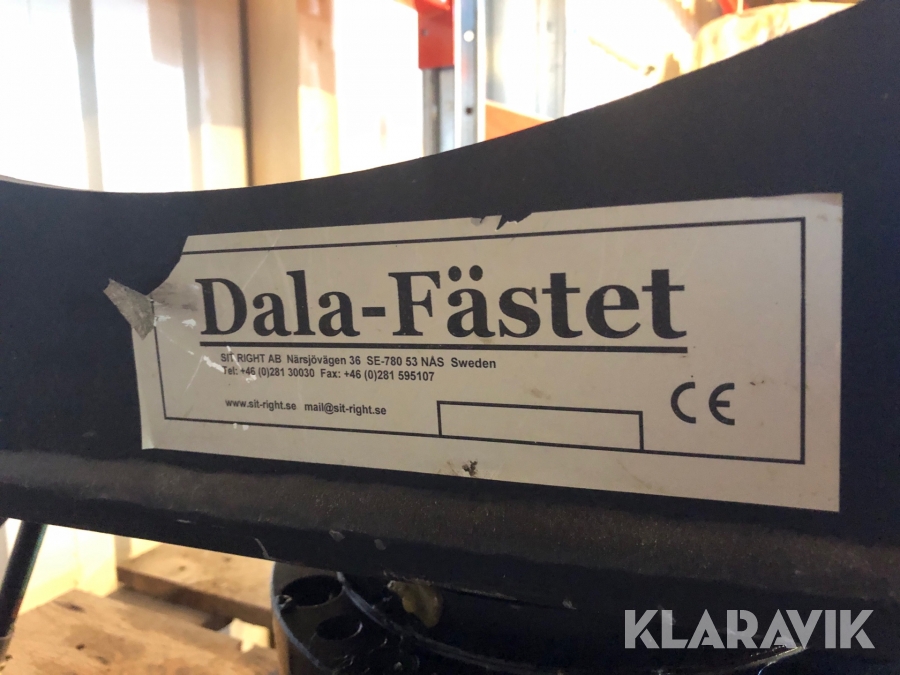 Dala-Fästet
SIT RIGHT AB Närsjövägen 36 SE-780 53 NÅS Sweden
Tel: +46 (0)281 30030 Fax: +46 (0)281 595107
www.sit-right.se mail@sit-right.se
CE
KLARAVIK